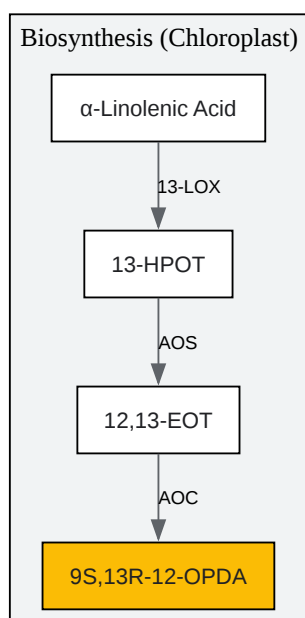 Biosynthesis (Chloroplast)
α-Linolenic Acid
13-LOX
13-HPOT
AOS
12,13-EOT
AOC
9S,13R-12-OPDA